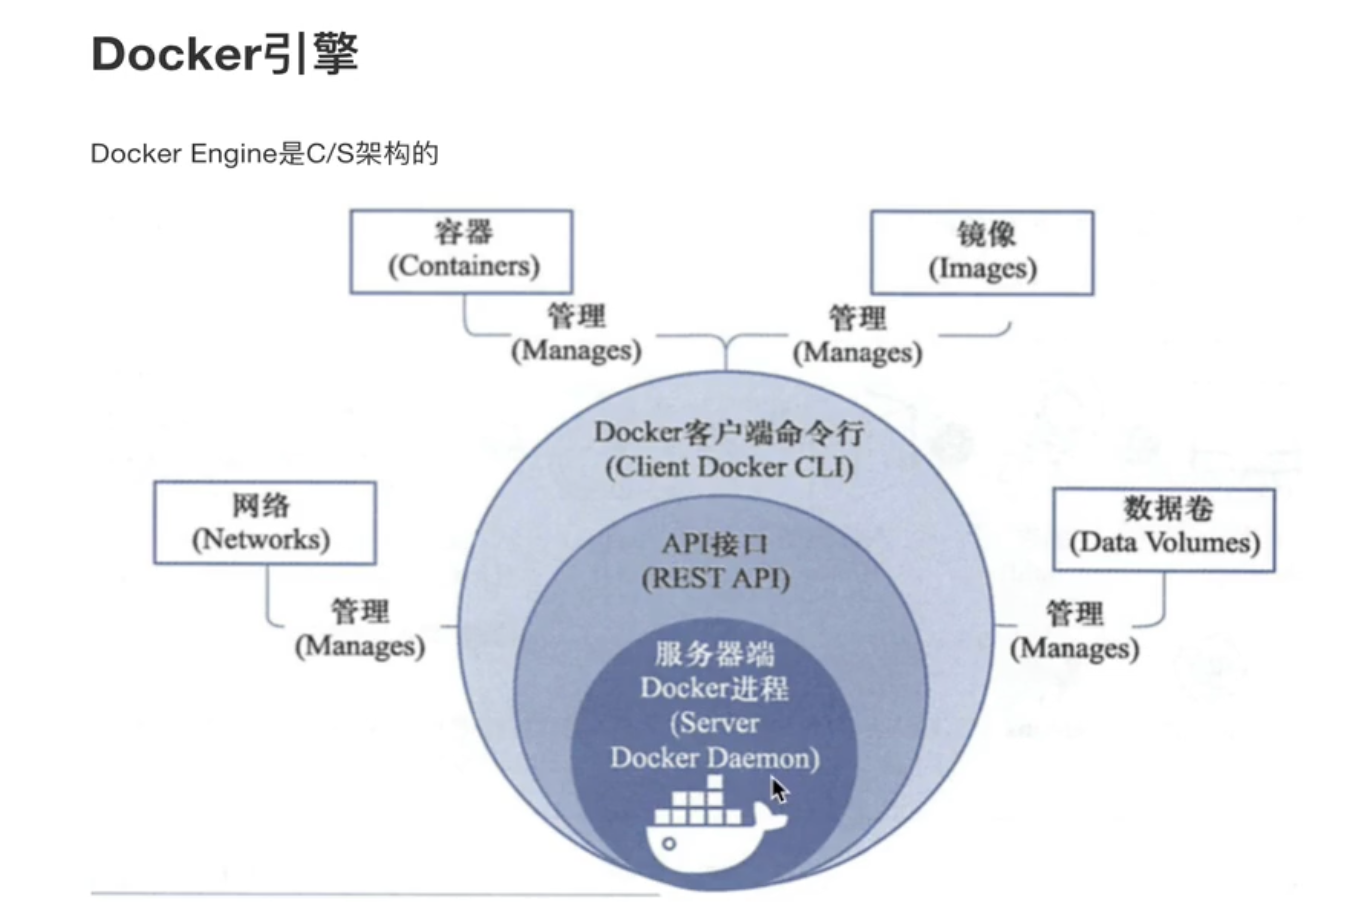 Docker引擎
Docker Engine是C/S架构的
容器
(Containers)
镜像
(Images)
管理
(Manages)
管理
(Manages)
Docker客户端命令行
(Client Docker CLI)
网络
(Networks)
数据卷
(Data Volumes)
API接口
(REST API)
管理
(Manages)
管理
(Manages)
服务器端
Docker进程
(Server
Docker Daemon)